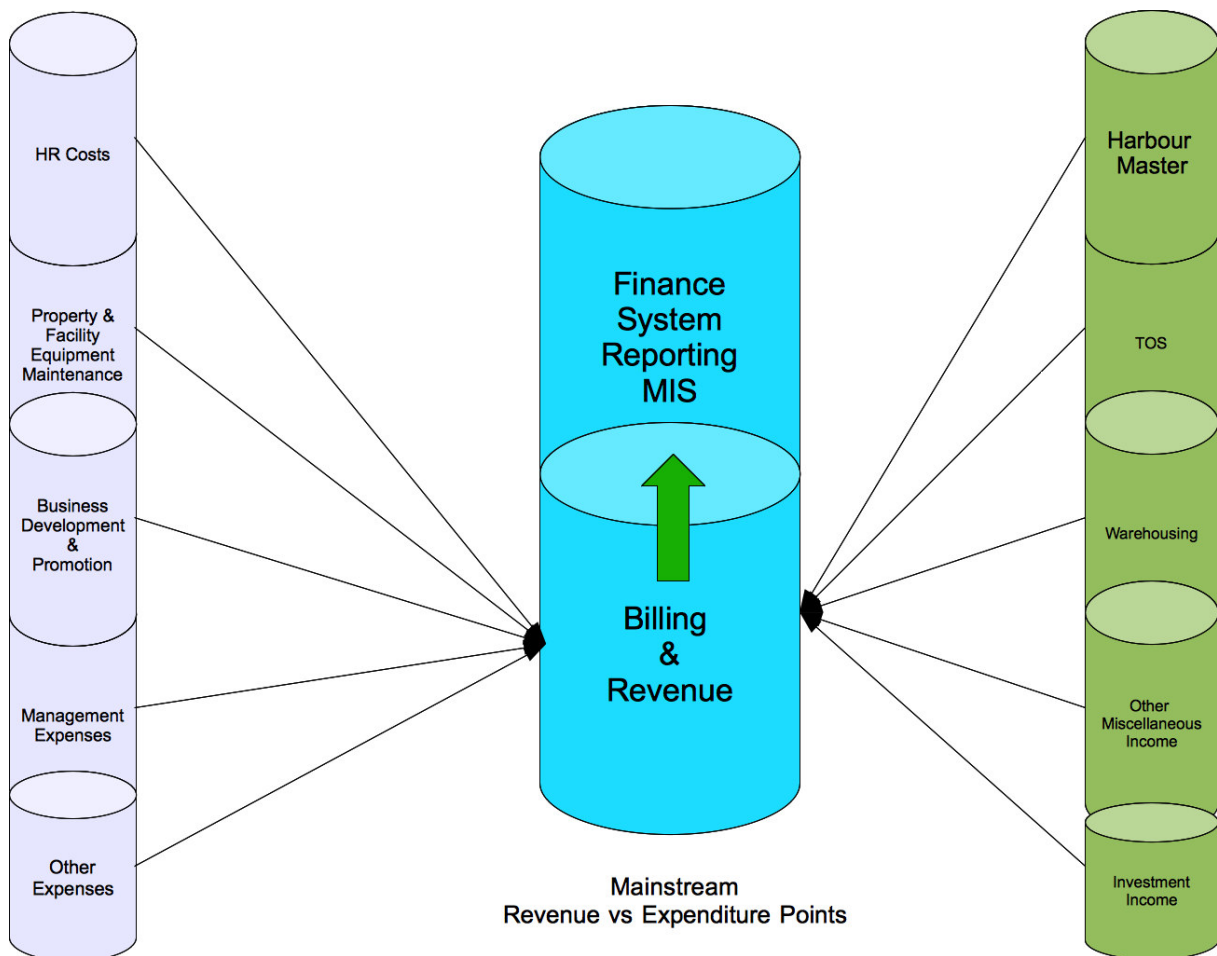 HR Costs
Property &
Facility
Equipment
Maintenance
Business
Development
&
Promotion
Management
Expenses
Other
Expenses
Finance
System
Reporting
MIS
Billing
&
Revenue
Mainstream
Revenue vs Expenditure Points
Harbour
Master
TOS
Warehousing
Other
Miscellaneous
Income
Investment
Income